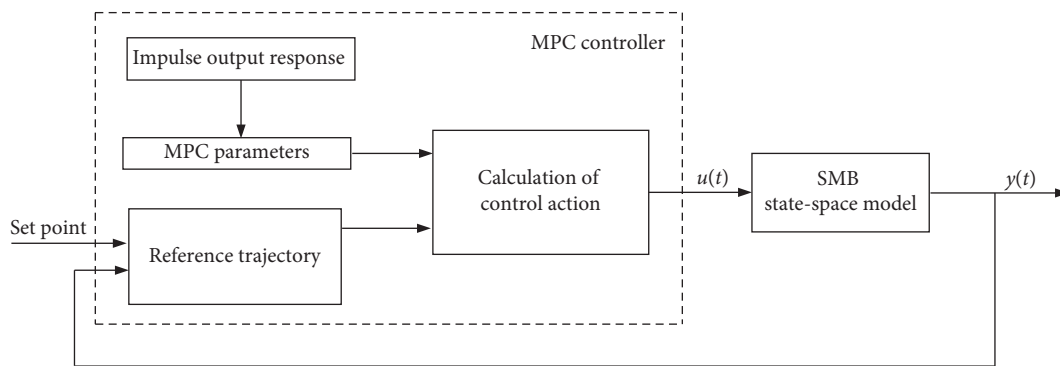 MPC controller
Impulse output response
MPC parameters
Calculation of
control action
u(t)
SMB
state-space model
y(t)
Set point
Reference trajectory